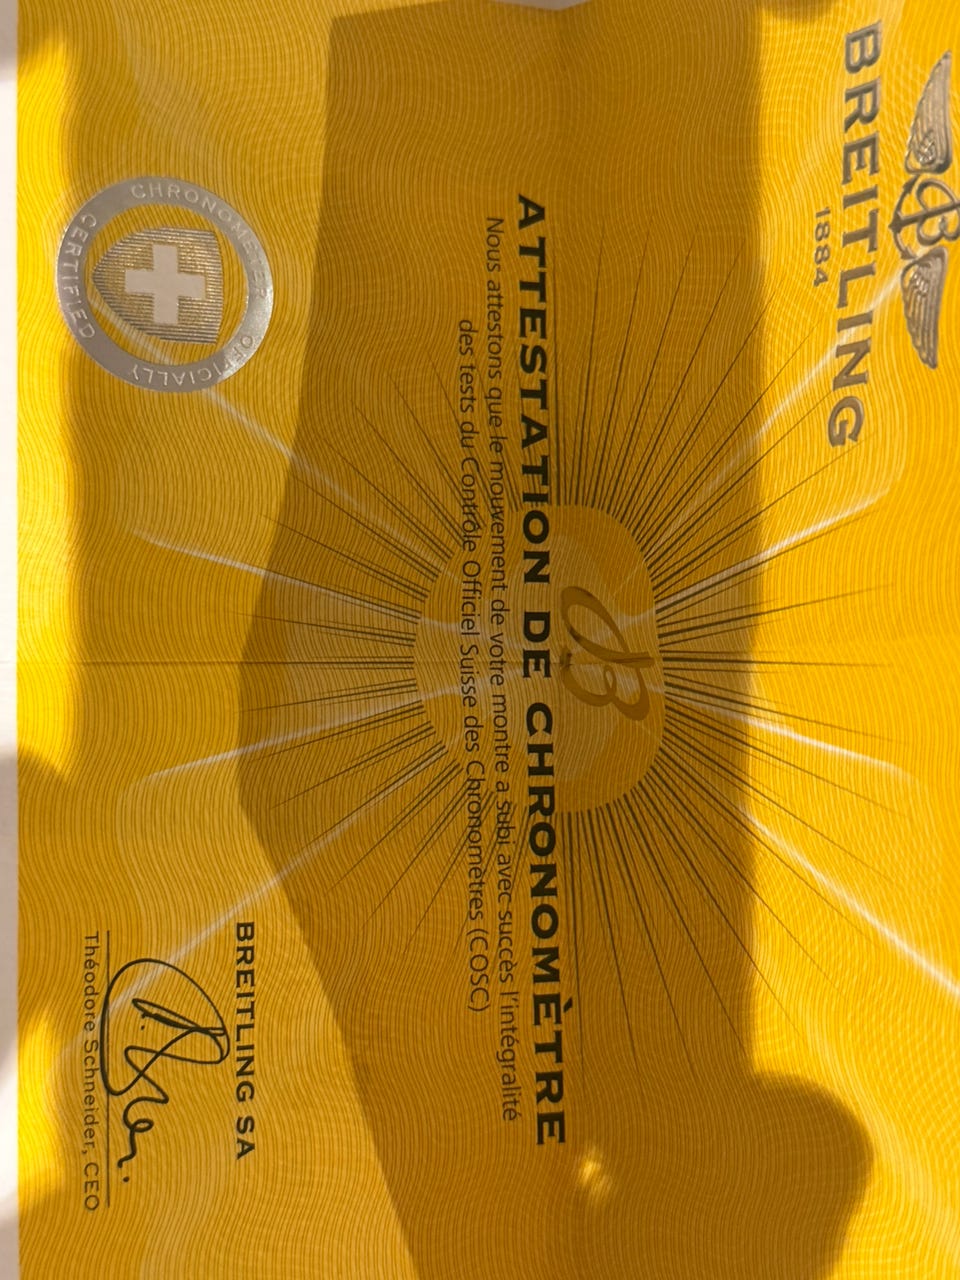 BREITLING
1884
ATTESTATION DE CHRONOMÈTRE
Nous attestons que le mouvement de votre montre a subi avec succès l'intégralité
des tests du Contrôle Officiel Suisse des Chronomètres (COSC)
CHRONOMETER OFFICIALLY CERTIFIED
BREITLING SA
Théodore Schneider, CEO